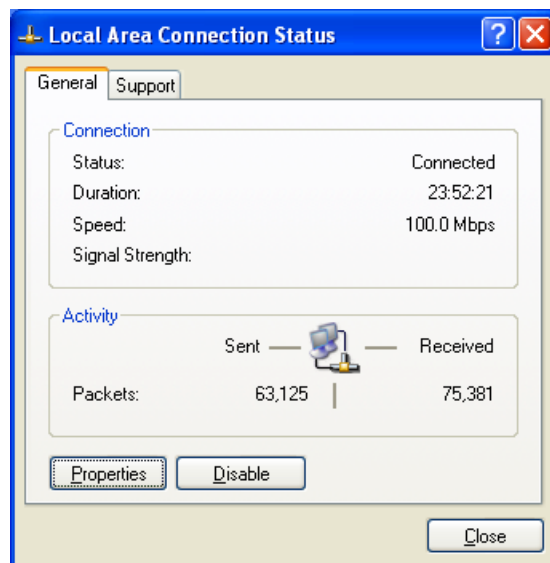 Local Area Connection Status
General Support
Connection
Status: Connected
Duration: 23:52:21
Speed: 100.0 Mbps
Signal Strength:
Activity
Sent Received
Packets: 63,125 75,381
Properties Disable
Close